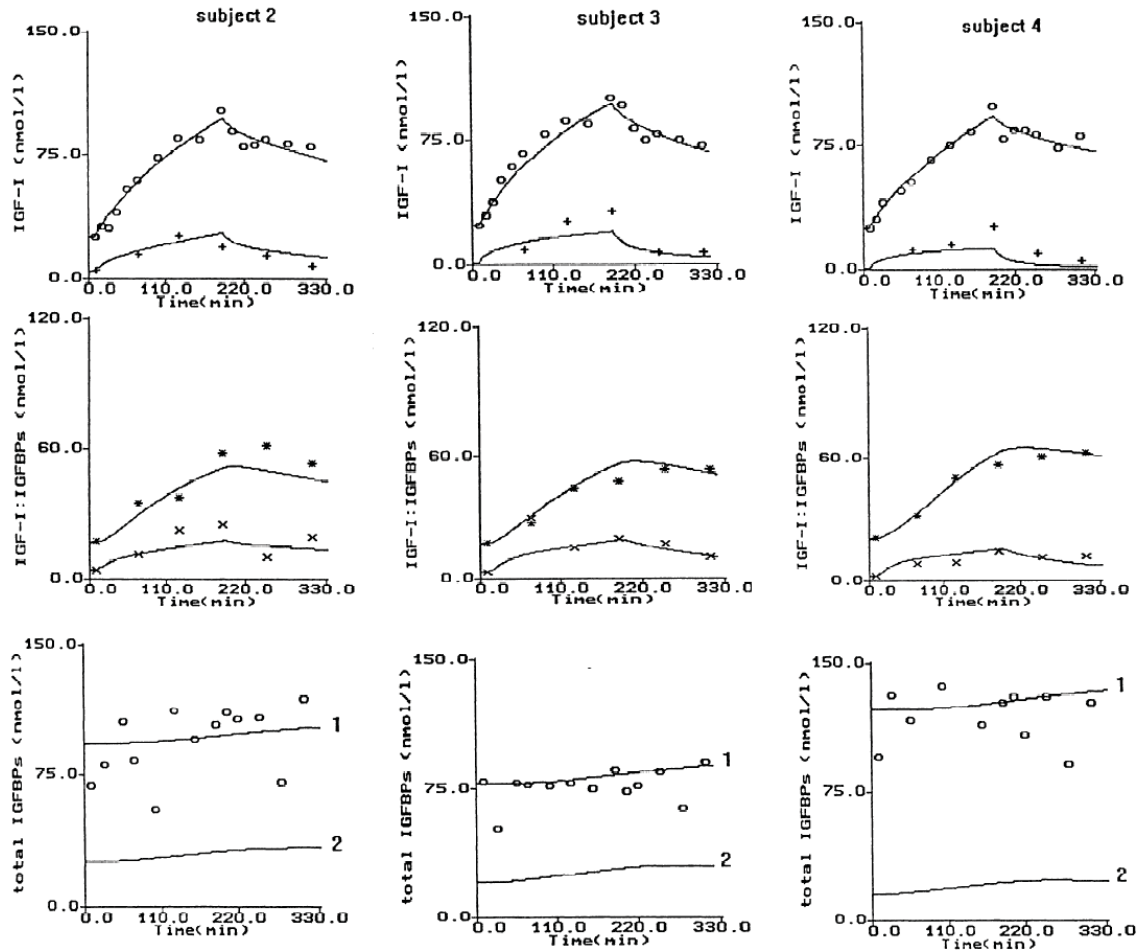 subject 2
subject 3
subject 4
IGF-I (nmol/l)
150.0
75.0
0.0
0.0 110.0 220.0 330.0
Time(min)
IGF-I (nmol/l)
150.0
75.0
0.0
0.0 110.0 220.0 330.0
Time(min)
IGF-I (nmol/l)
150.0
75.0
0.0
0.0 110.0 220.0 330.0
Time(min)
IGF-I:IGFBPs (nmol/l)
120.0
60.0
0.0
0.0 110.0 220.0 330.0
Time(min)
IGF-I:IGFBPs (nmol/l)
120.0
60.0
0.0
0.0 110.0 220.0 330.0
Time(min)
IGF-I:IGFBPs (nmol/l)
120.0
60.0
0.0
0.0 110.0 220.0 330.0
Time(min)
total IGFBPs (nmol/l)
150.0
75.0
0.0
1
2
0.0 110.0 220.0 330.0
Time(min)
total IGFBPs (nmol/l)
150.0
75.0
0.0
1
2
0.0 110.0 220.0 330.0
Time(min)
total IGFBPs (nmol/l)
150.0
75.0
0.0
1
2
0.0 110.0 220.0 330.0
Time(min)